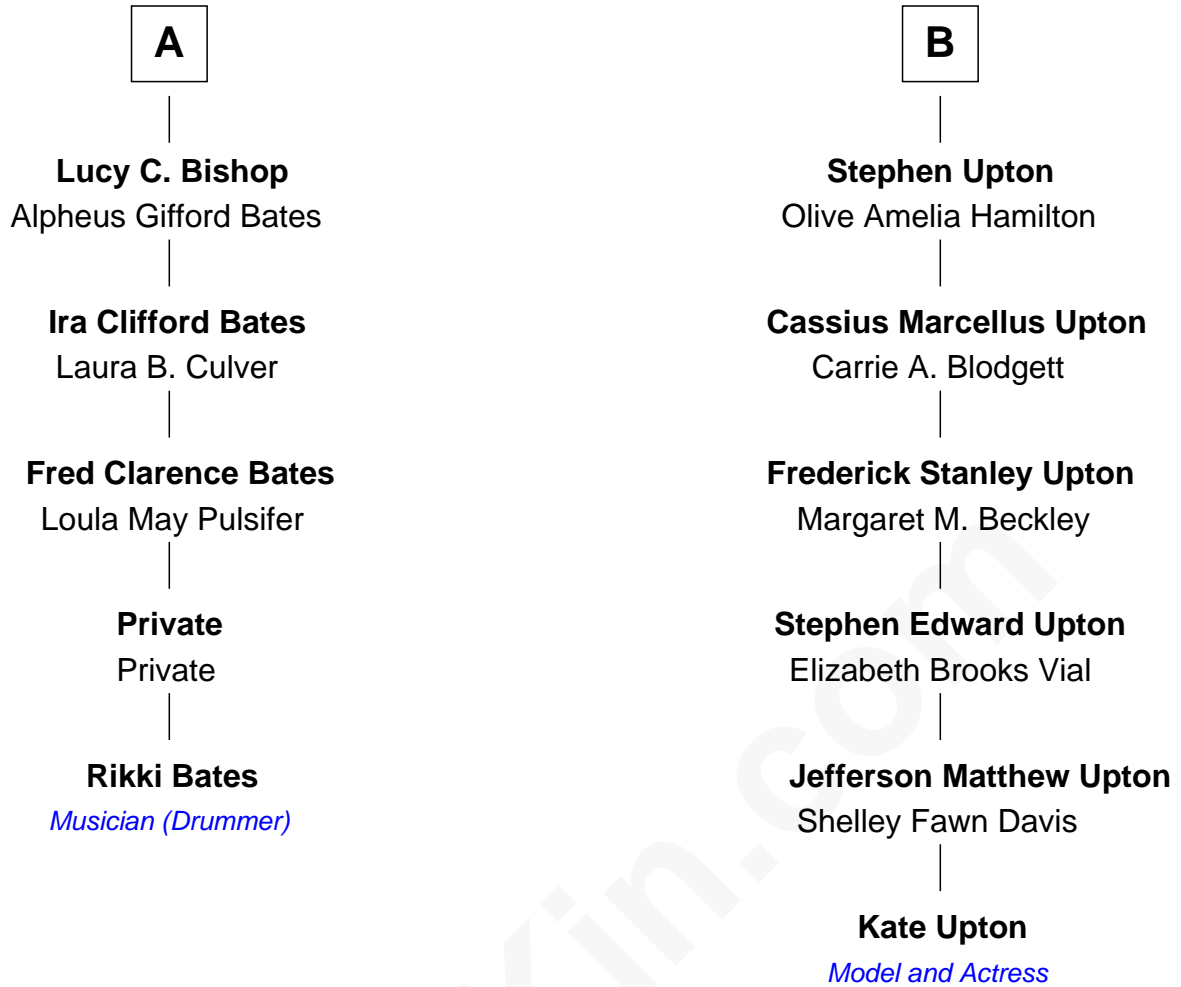 A
Lucy C. Bishop
Alpheus Gifford Bates
Ira Clifford Bates
Laura B. Culver
Fred Clarence Bates
Loula May Pulsifer
Private
Private
Rikki Bates
Musician (Drummer)
B
Stephen Upton
Olive Amelia Hamilton
Cassius Marcellus Upton
Carrie A. Blodgett
Frederick Stanley Upton
Margaret M. Beckley
Stephen Edward Upton
Elizabeth Brooks Vial
Jefferson Matthew Upton
Shelley Fawn Davis
Kate Upton
Model and Actress
Kin.com